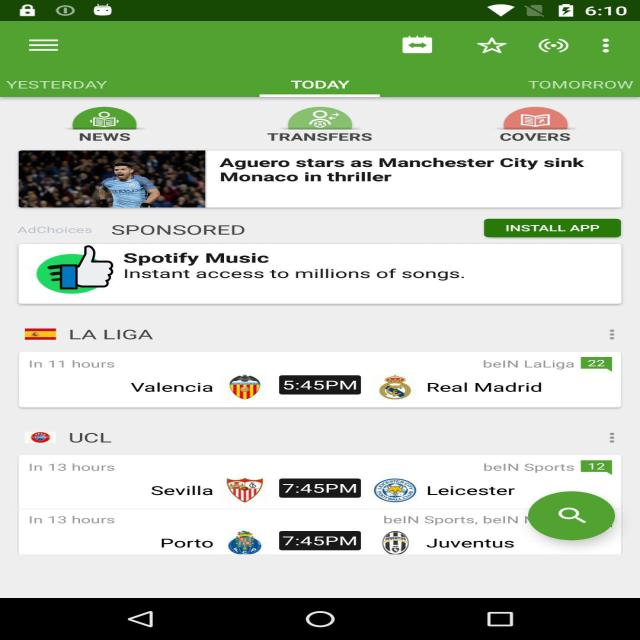 6:10
YESTERDAY
TODAY
TOMORROW
NEWS
TRANSFERS
COVERS
Aguero stars as Manchester City sink
Monaco in thriller
AdChoices
SPONSORED
INSTALL APP
Spotify Music
Instant access to millions of songs.
LA LIGA
In 11 hours
beIN LaLiga
22
Valencia
5:45PM
Real Madrid
UCL
In 13 hours
beIN Sports
12
Sevilla
7:45PM
Leicester
In 13 hours
beIN Sports, beIN
Porto
7:45PM
Juventus